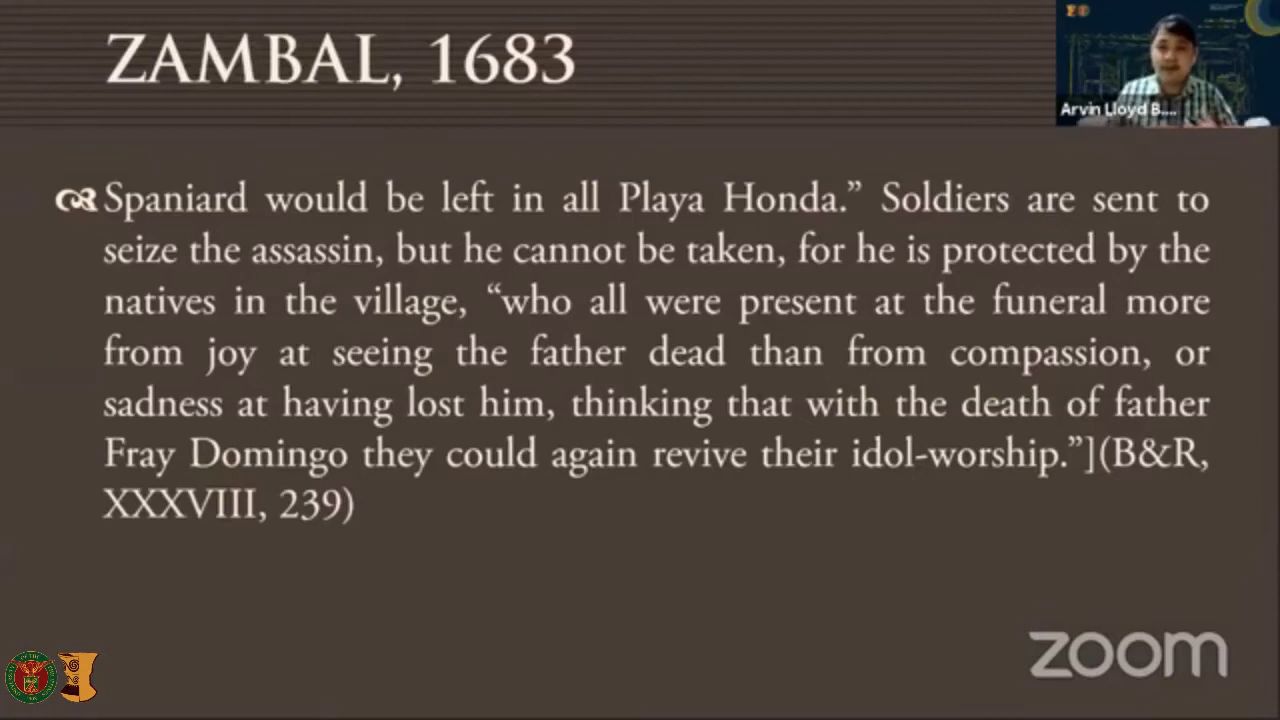 ZAMBAL, 1683
Arvin Lloyd B....
Spaniard would be left in all Playa Honda.” Soldiers are sent to
seize the assassin, but he cannot be taken, for he is protected by the
natives in the village, “who all were present at the funeral more
from joy at seeing the father dead than from compassion, or
sadness at having lost him, thinking that with the death of father
Fray Domingo they could again revive their idol-worship.”](B&R,
XXXVIII, 239)
zoom